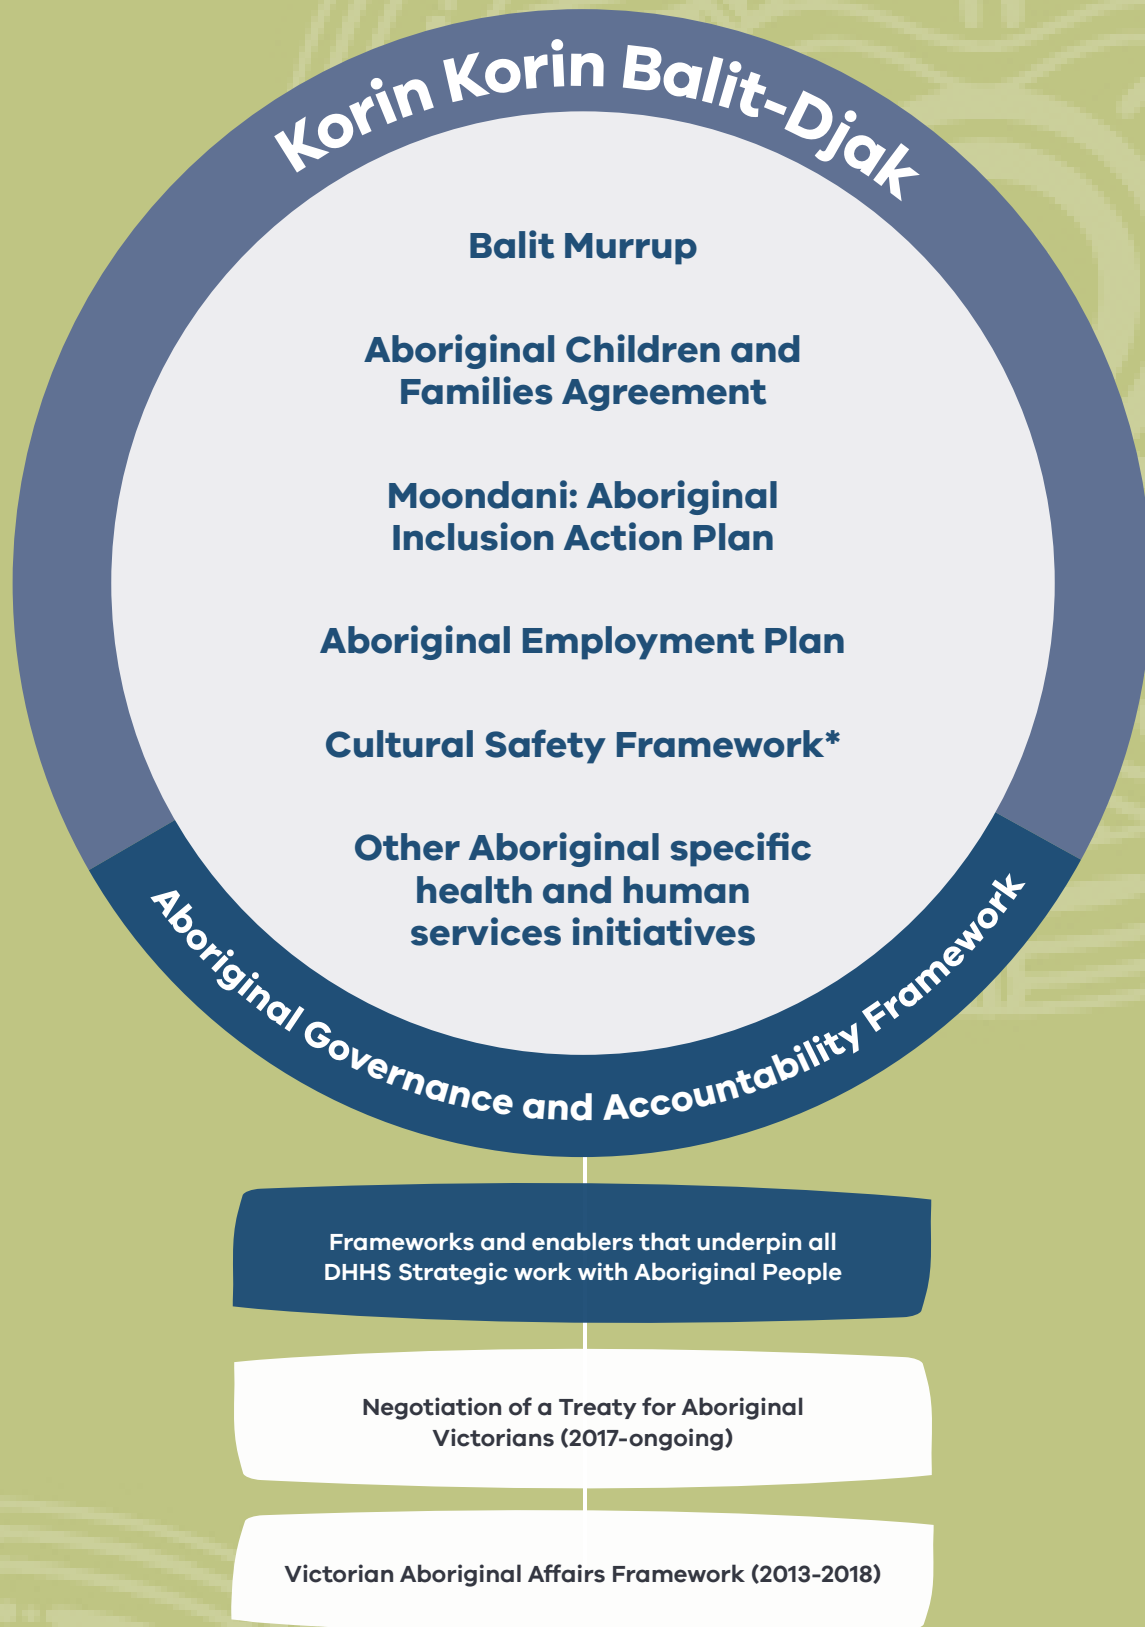 Korin Korin Balit-Djak
Balit Murrup
Aboriginal Children and
Families Agreement
Moondani: Aboriginal
Inclusion Action Plan
Aboriginal Employment Plan
Cultural Safety Framework*
Other Aboriginal specific
health and human
services initiatives
Aboriginal Governance and Accountability Framework
Frameworks and enablers that underpin all
DHHS Strategic work with Aboriginal People
Negotiation of a Treaty for Aboriginal
Victorians (2017-ongoing)
Victorian Aboriginal Affairs Framework (2013-2018)